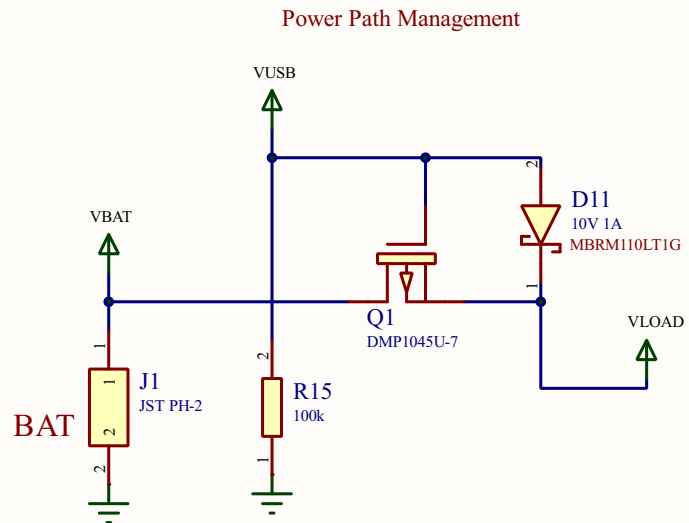 Power Path Management
VUSB
VBAT
2
D11
10V 1A
MBRM110LT1G
1
Q1
DMP1045U-7
VLOAD
1
1
J1
JST PH-2
BAT
2
2
2
R15
100k
1